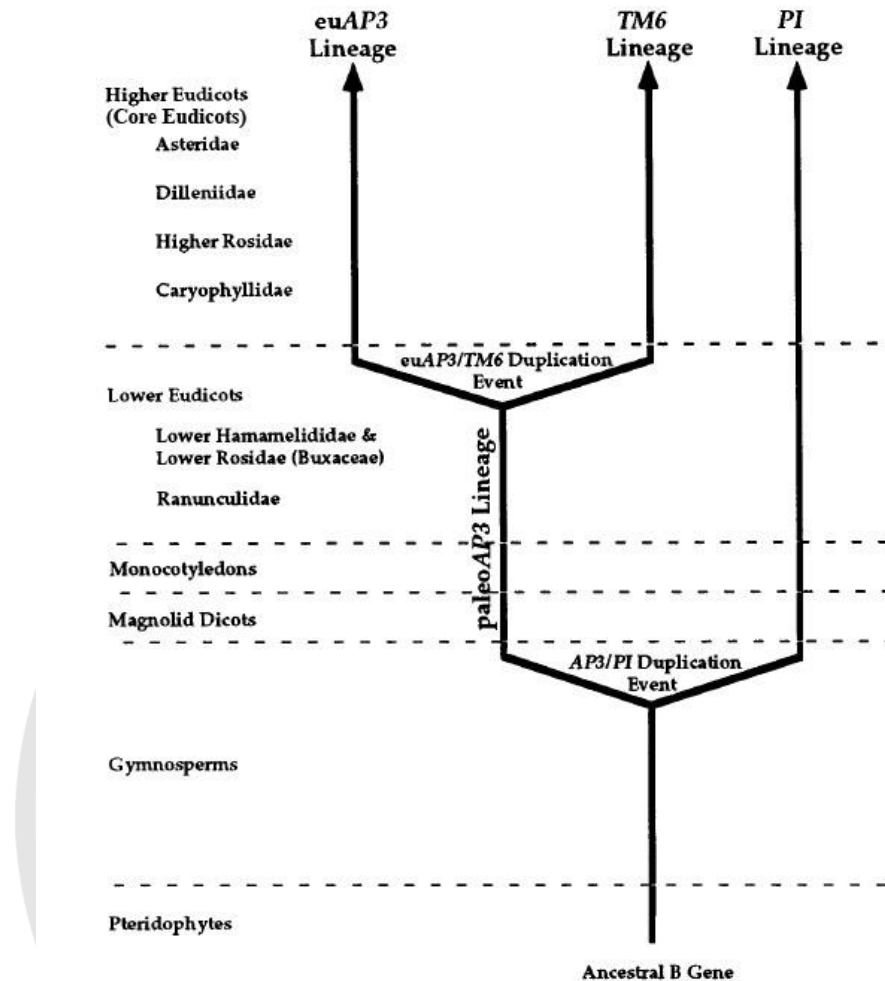 euAP3
Lineage
TM6
Lineage
PI
Lineage
Higher Eudicots
(Core Eudicots)
Asteridae
Dilleniidae
Higher Rosidae
Caryophyllidae
euAP3/TM6 Duplication
Event
Lower Eudicots
Lower Hamamelididae &
Lower Rosidae (Buxaceae)
Ranunculidae
paleoAP3 Lineage
Monocotyledons
Magnolid Dicots
AP3/PI Duplication
Event
Gymnosperms
Pteridophytes
Ancestral B Gene